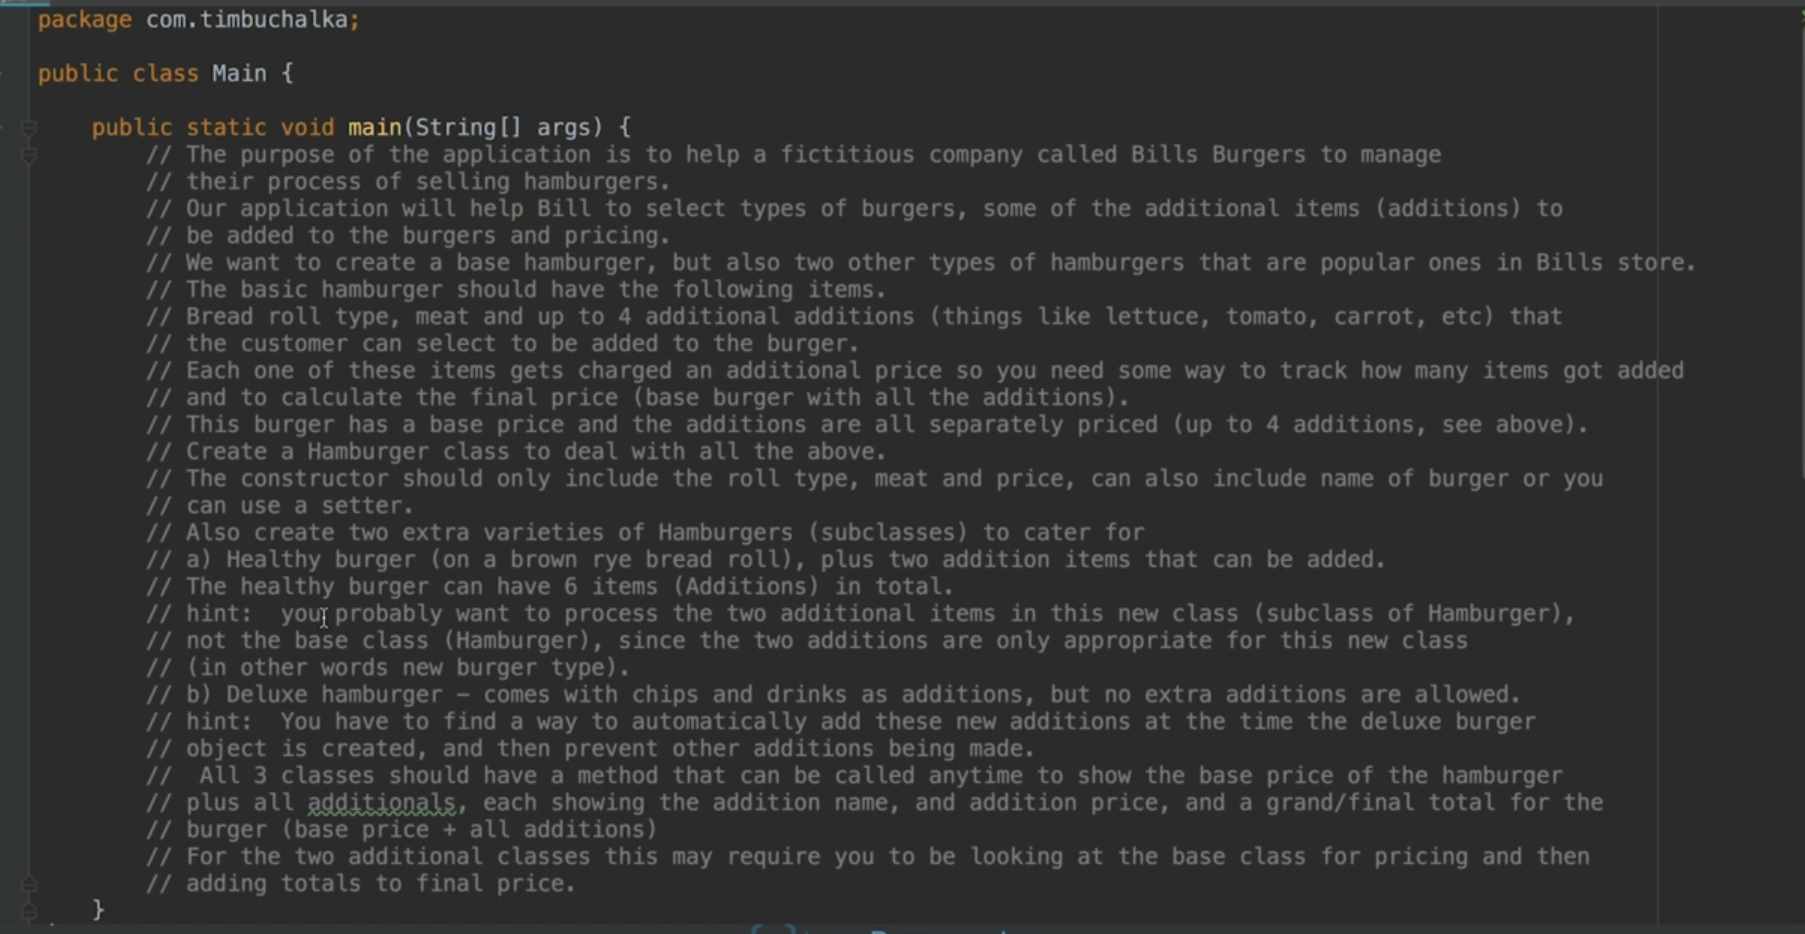 package com.timbuchalka;
public class Main {
public static void main(String[] args) {
// The purpose of the application is to help a fictitious company called Bills Burgers to manage
// their process of selling hamburgers.
// Our application will help Bill to select types of burgers, some of the additional items (additions) to
// be added to the burgers and pricing.
// We want to create a base hamburger, but also two other types of hamburgers that are popular ones in Bills store.
// The basic hamburger should have the following items.
// Bread roll type, meat and up to 4 additional additions (things like lettuce, tomato, carrot, etc) that
// the customer can select to be added to the burger.
// Each one of these items gets charged an additional price so you need some way to track how many items got added
// and to calculate the final price (base burger with all the additions).
// This burger has a base price and the additions are all separately priced (up to 4 additions, see above).
// Create a Hamburger class to deal with all the above.
// The constructor should only include the roll type, meat and price, can also include name of burger or you
// can use a setter.
// Also create two extra varieties of Hamburgers (subclasses) to cater for
// a) Healthy burger (on a brown rye bread roll), plus two addition items that can be added.
// The healthy burger can have 6 items (Additions) in total.
// hint:  you probably want to process the two additional items in this new class (subclass of Hamburger),
// not the base class (Hamburger), since the two additions are only appropriate for this new class
// (in other words new burger type).
// b) Deluxe hamburger – comes with chips and drinks as additions, but no extra additions are allowed.
// hint:  You have to find a way to automatically add these new additions at the time the deluxe burger
// object is created, and then prevent other additions being made.
//  All 3 classes should have a method that can be called anytime to show the base price of the hamburger
// plus all additionals, each showing the addition name, and addition price, and a grand/final total for the
// burger (base price + all additions)
// For the two additional classes this may require you to be looking at the base class for pricing and then
// adding totals to final price.
}